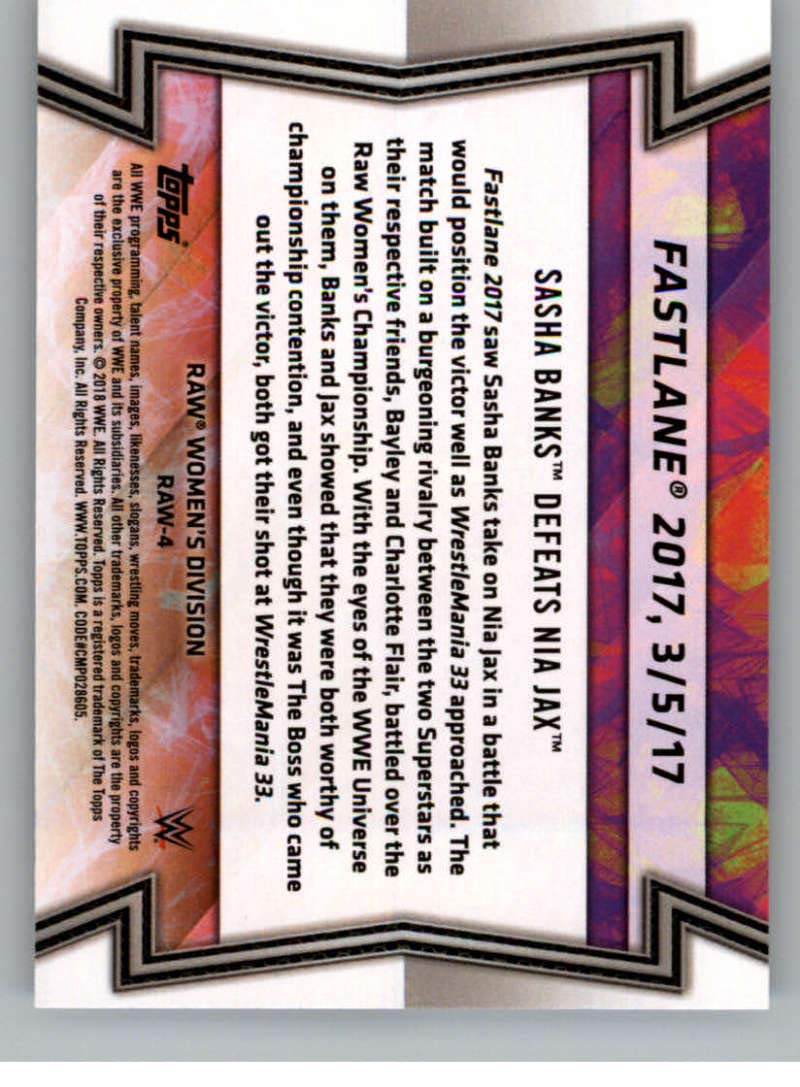 FASTLANE® 2017, 3/5/17
SASHA BANKS™ DEFEATS NIA JAX™
Fastlane 2017 saw Sasha Banks take on Nia Jax in a battle that
would position the victor well as WrestleMania 33 approached. The
match built on a burgeoning rivalry between the two Superstars as
their respective friends, Bayley and Charlotte Flair, battled over the
Raw Women's Championship. With the eyes of the WWE Universe
on them, Banks and Jax showed that they were both worthy of
championship contention, and even though it was The Boss who came
out the victor, both got their shot at WrestleMania 33.
topps®
RAW® WOMEN'S DIVISION
RAW-4
W
All WWE programming, talent names, images, likenesses, slogans, wrestling moves, trademarks, logos and copyrights
are the exclusive property of WWE and its subsidiaries. All other trademarks, logos and copyrights are the property
of their respective owners. © 2018 WWE. All Rights Reserved. Topps is a registered trademark of The Topps
Company, Inc. All Rights Reserved. WWW.TOPPS.COM. CODE#CMP028605.